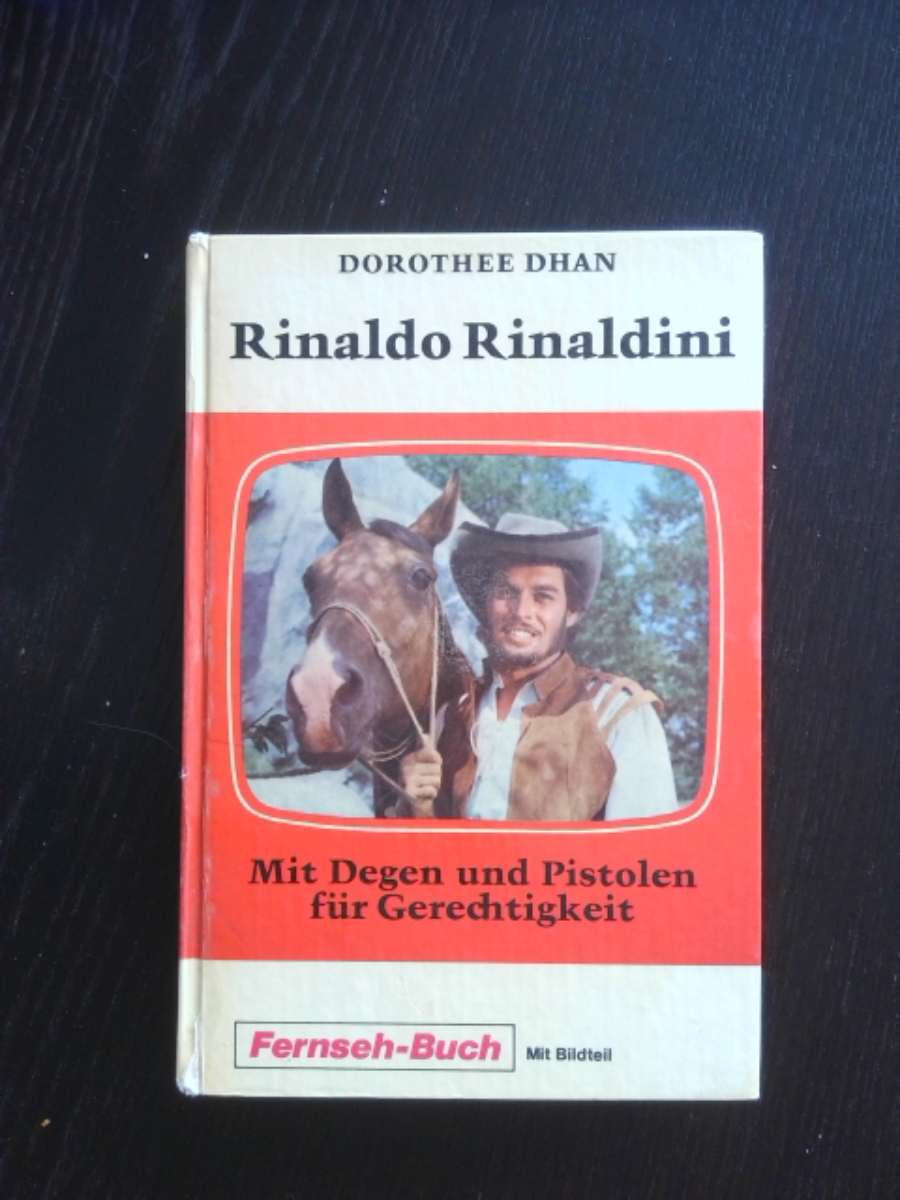 DOROTHEE DHAN
Rinaldo Rinaldini
Mit Degen und Pistolen
für Gerechtigkeit
Fernseh-Buch Mit Bildteil